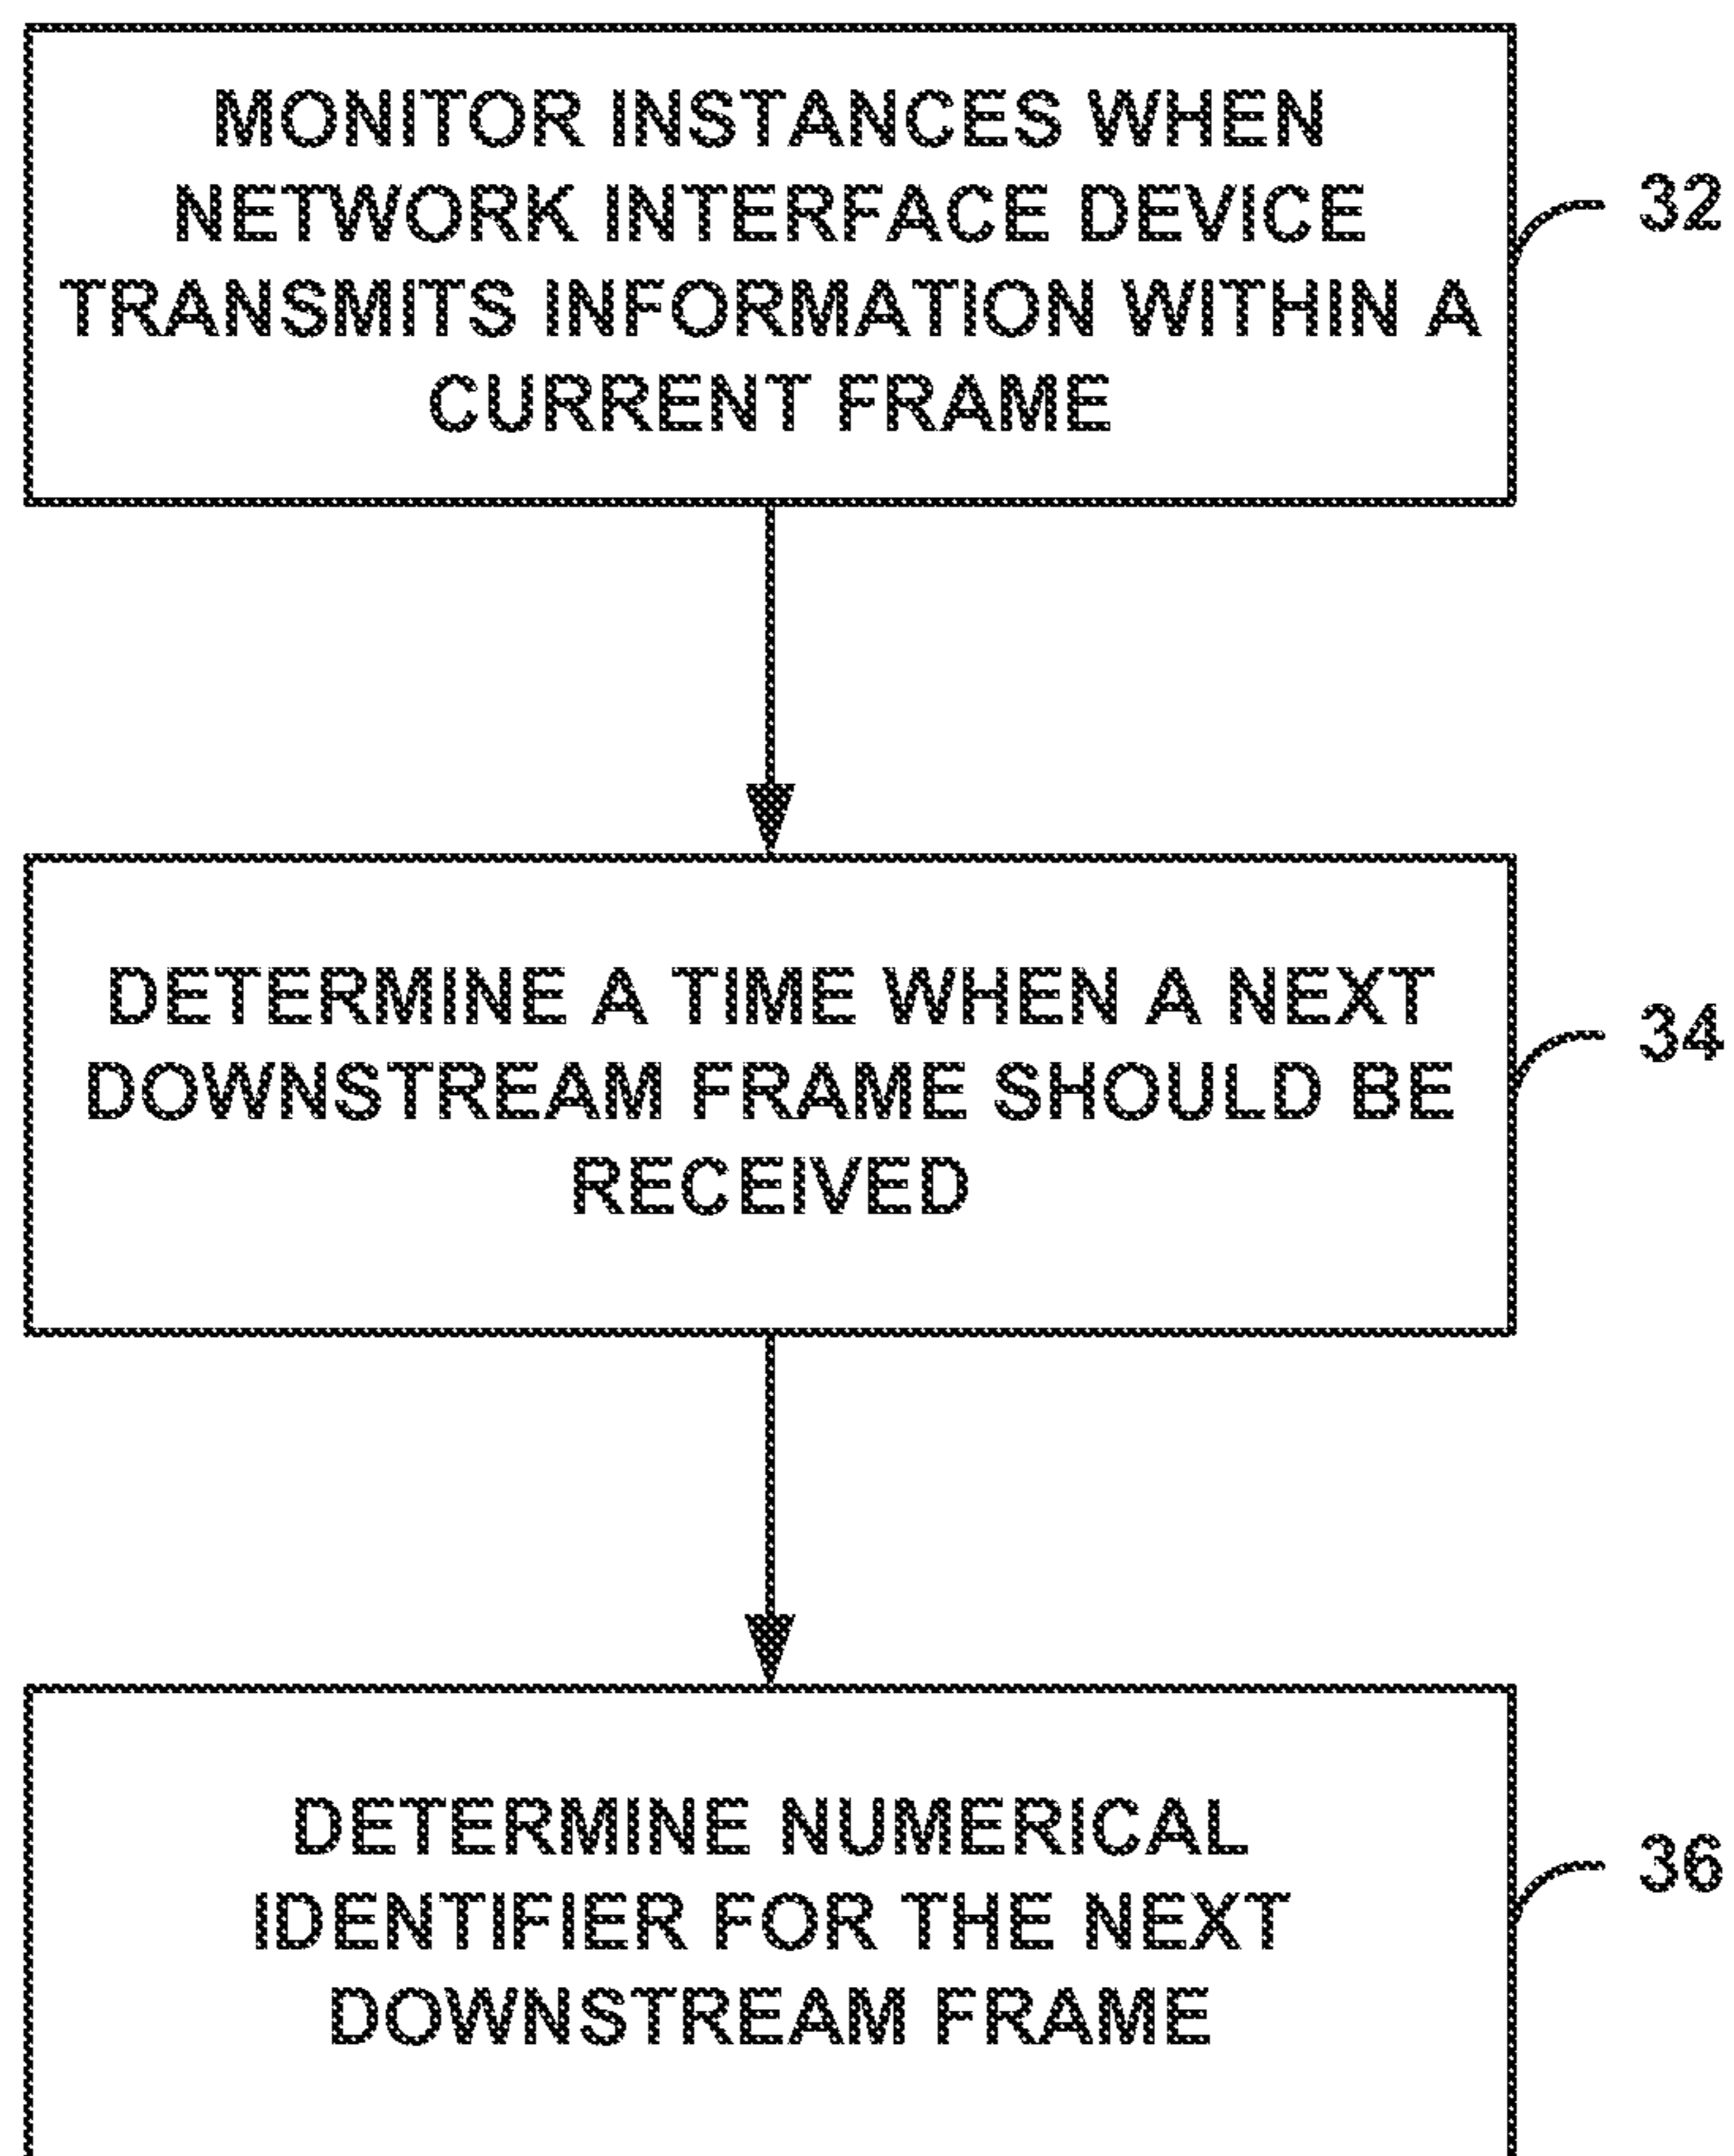 MONITOR INSTANCES WHEN
NETWORK INTERFACE DEVICE
TRANSMITS INFORMATION WITHIN A
CURRENT FRAME
32
DETERMINE A TIME WHEN A NEXT
DOWNSTREAM FRAME SHOULD BE
RECEIVED
34
DETERMINE NUMERICAL
IDENTIFIER FOR THE NEXT
DOWNSTREAM FRAME
36